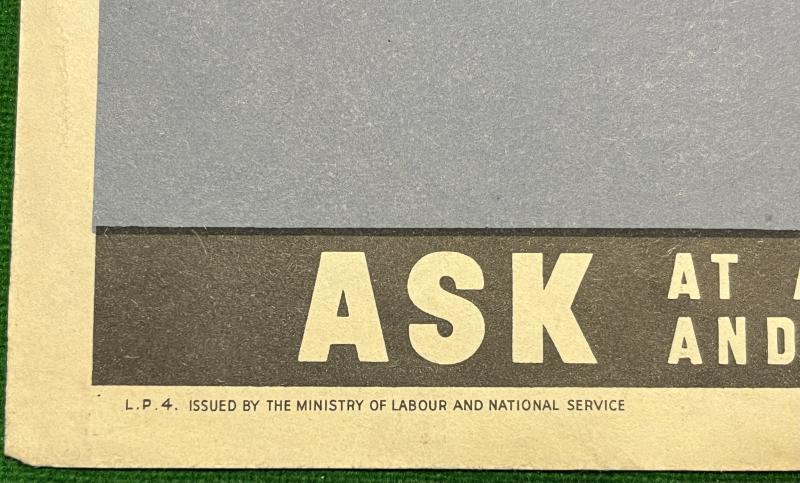 ASK
AT
AND
L.P.4. ISSUED BY THE MINISTRY OF LABOUR AND NATIONAL SERVICE